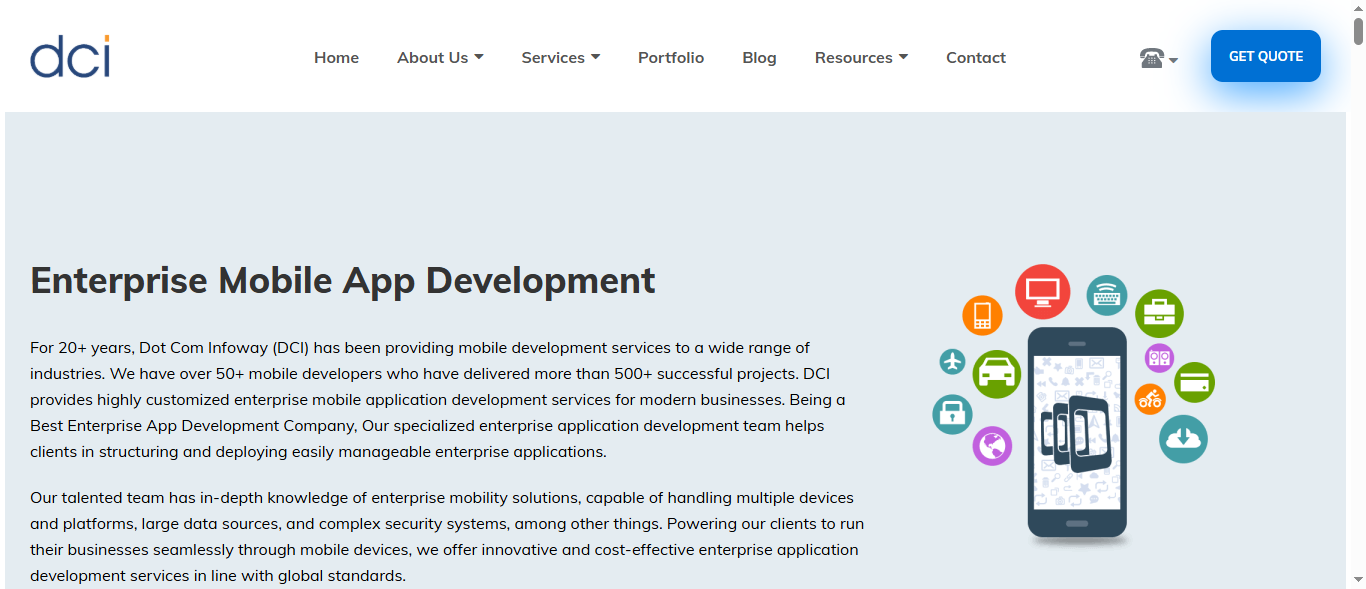 dci
Home
About Us
Services
Portfolio
Blog
Resources
Contact
GET QUOTE
Enterprise Mobile App Development
For 20+ years, Dot Com Infoway (DCI) has been providing mobile development services to a wide range of
industries. We have over 50+ mobile developers who have delivered more than 500+ successful projects. DCI
provides highly customized enterprise mobile application development services for modern businesses. Being a
Best Enterprise App Development Company, Our specialized enterprise application development team helps
clients in structuring and deploying easily manageable enterprise applications.
Our talented team has in-depth knowledge of enterprise mobility solutions, capable of handling multiple devices
and platforms, large data sources, and complex security systems, among other things. Powering our clients to run
their businesses seamlessly through mobile devices, we offer innovative and cost-effective enterprise application
development services in line with global standards.